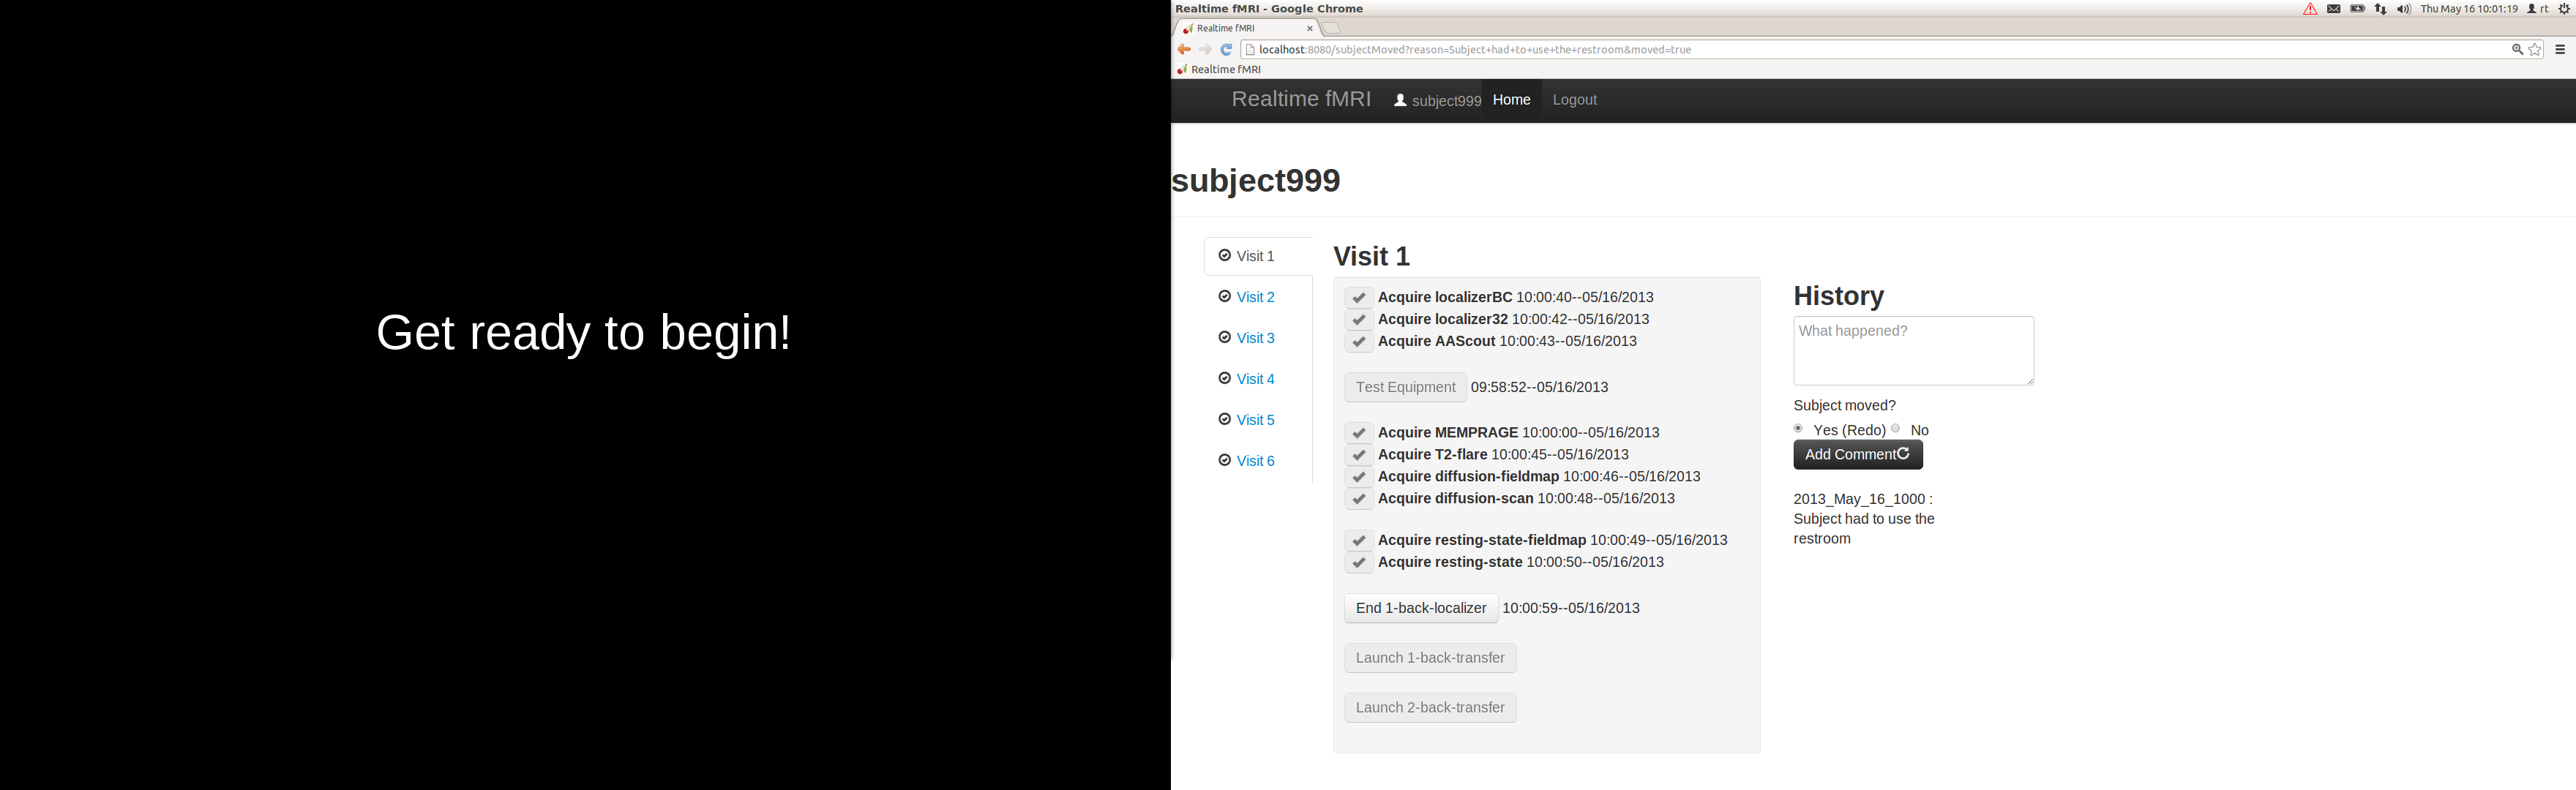 Get ready to begin!
Realtime fMRI - Google Chrome
Thu May 16 10:01:19 rt
Realtime fMRI
localhost:8080/subjectMoved?reason=Subject+had+to+use+the+restroom&moved=true
Realtime fMRI
Realtime fMRI subject999 Home Logout
subject999
Visit 1
Visit 2
Visit 3
Visit 4
Visit 5
Visit 6
Visit 1
Acquire localizerBC 10:00:40--05/16/2013
Acquire localizer32 10:00:42--05/16/2013
Acquire AAScout 10:00:43--05/16/2013
Test Equipment 09:58:52--05/16/2013
Acquire MEMPRAGE 10:00:00--05/16/2013
Acquire T2-flare 10:00:45--05/16/2013
Acquire diffusion-fieldmap 10:00:46--05/16/2013
Acquire diffusion-scan 10:00:48--05/16/2013
Acquire resting-state-fieldmap 10:00:49--05/16/2013
Acquire resting-state 10:00:50--05/16/2013
End 1-back-localizer 10:00:59--05/16/2013
Launch 1-back-transfer
Launch 2-back-transfer
History
What happened?
Subject moved?
Yes (Redo) No
Add Comment
2013_May_16_1000 :
Subject had to use the
restroom